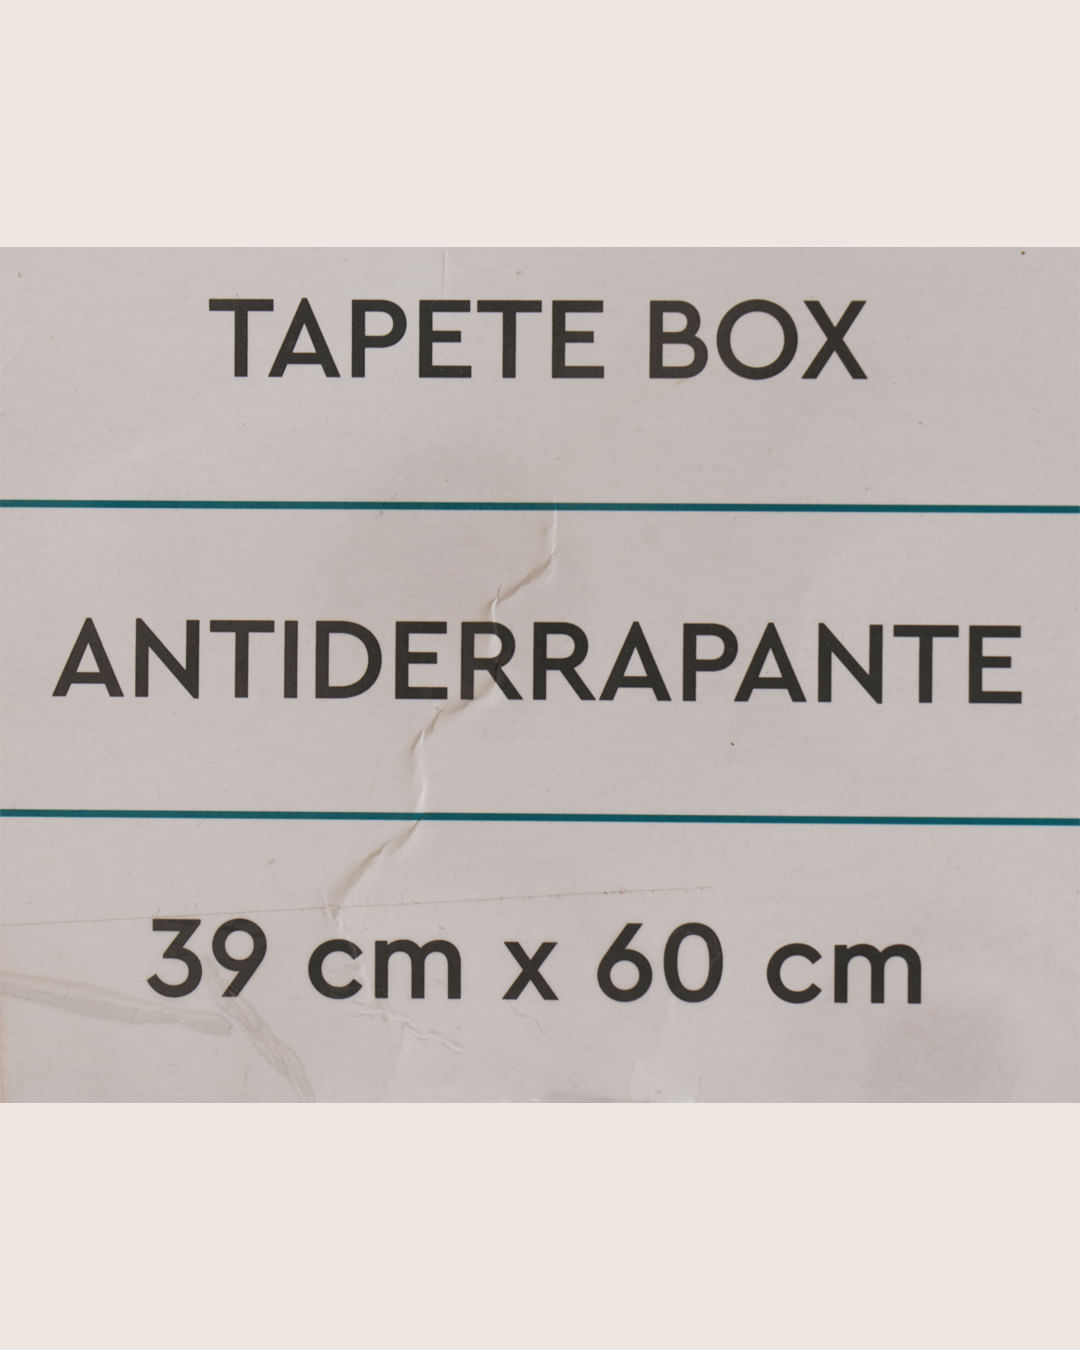 TAPETE BOX
ANTIDERRAPANTE
39 cm x 60 cm